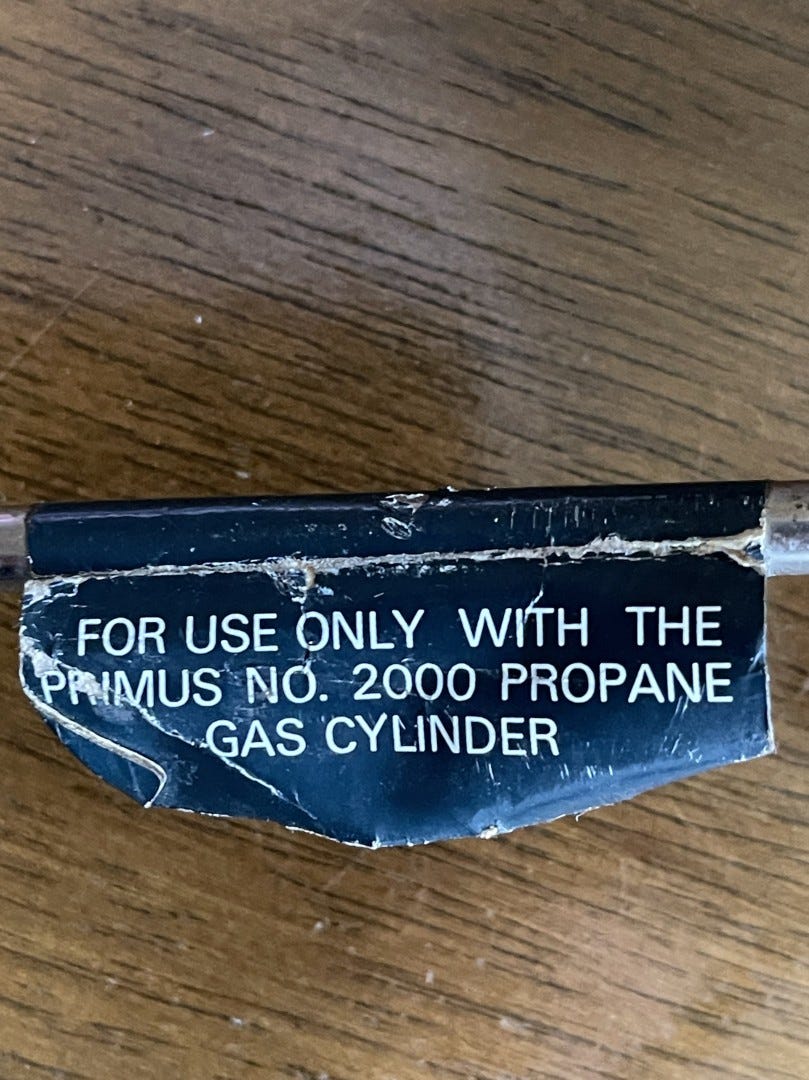 FOR USE ONLY WITH THE
PRIMUS NO. 2000 PROPANE
GAS CYLINDER